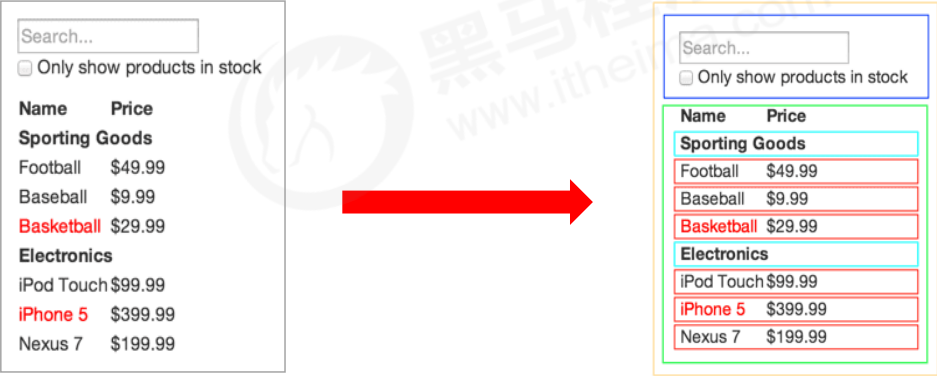 Search...
Only show products in stock
Name Price
Sporting Goods
Football $49.99
Baseball $9.99
Basketball $29.99
Electronics
iPod Touch $99.99
iPhone 5 $399.99
Nexus 7 $199.99
黑马程
www.itheima.com
Search...
Only show products in stock
Name Price
Sporting Goods
Football $49.99
Baseball $9.99
Basketball $29.99
Electronics
iPod Touch $99.99
iPhone 5 $399.99
Nexus 7 $199.99